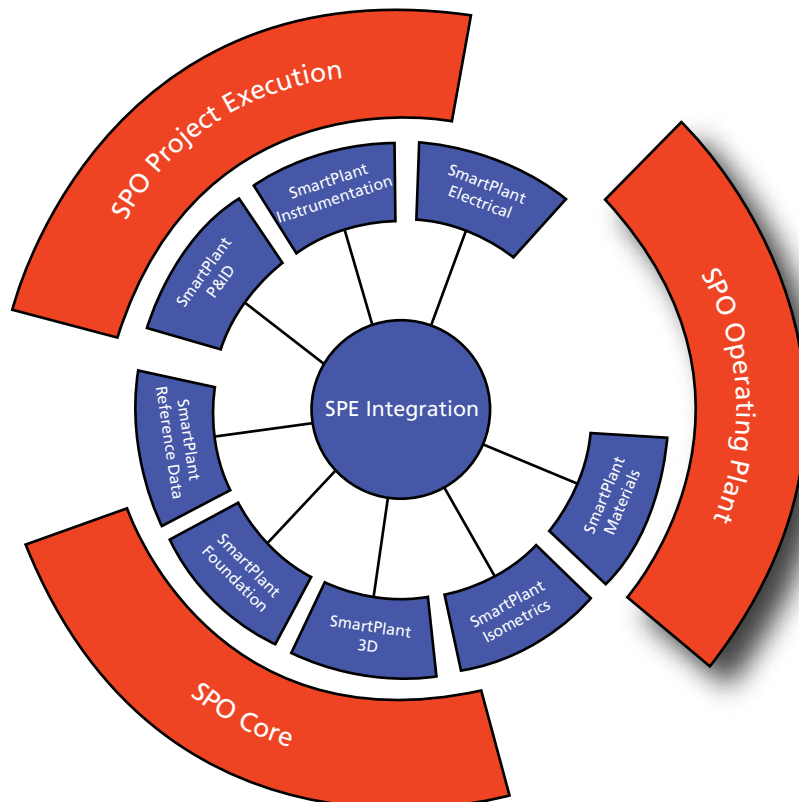 SPO Project Execution
SmartPlant
Instrumentation
SmartPlant
Electrical
SmartPlant
P&ID
SPO Operating Plant
SPE Integration
SmartPlant
Reference Data
SmartPlant
Materials
SmartPlant
Foundation
SmartPlant
3D
SmartPlant
Isometrics
SPO Core